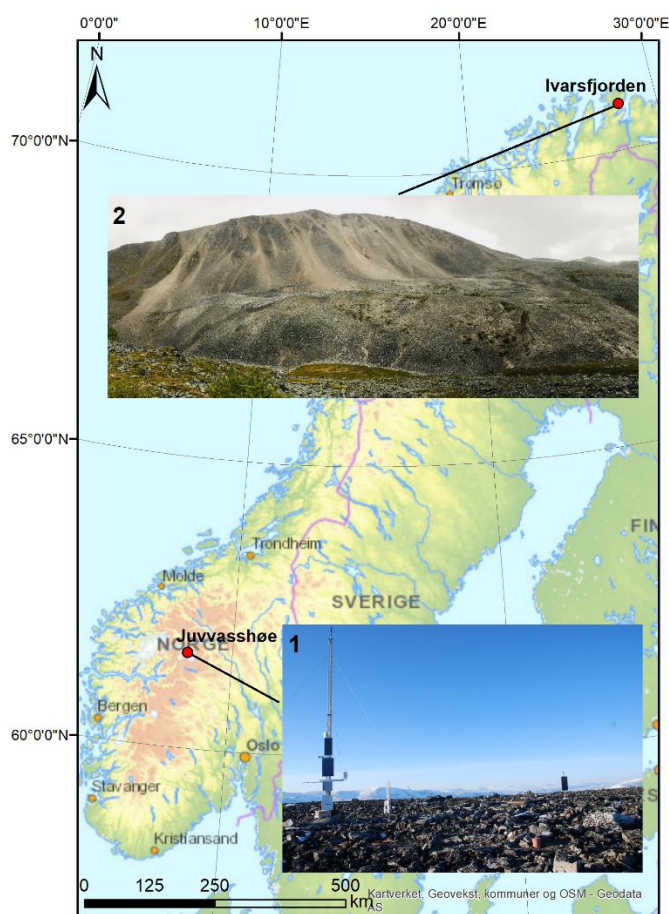 0°0'0" 10°0'0"E 20°0'0"E 30°0'0"E
N
Ivarsfjorden
70°0'0"N
Tromsø
2
65°0'0"N
Trondheim
FIN
Molde
SVERIGE
Juvvasshøe
1
NORGE
Bergen
60°0'0"N
Oslo
Stavanger
ES
Kristiansand
0 125 250 500
km
Kartverket, Geovekst, kommuner og OSM - Geodata
AS